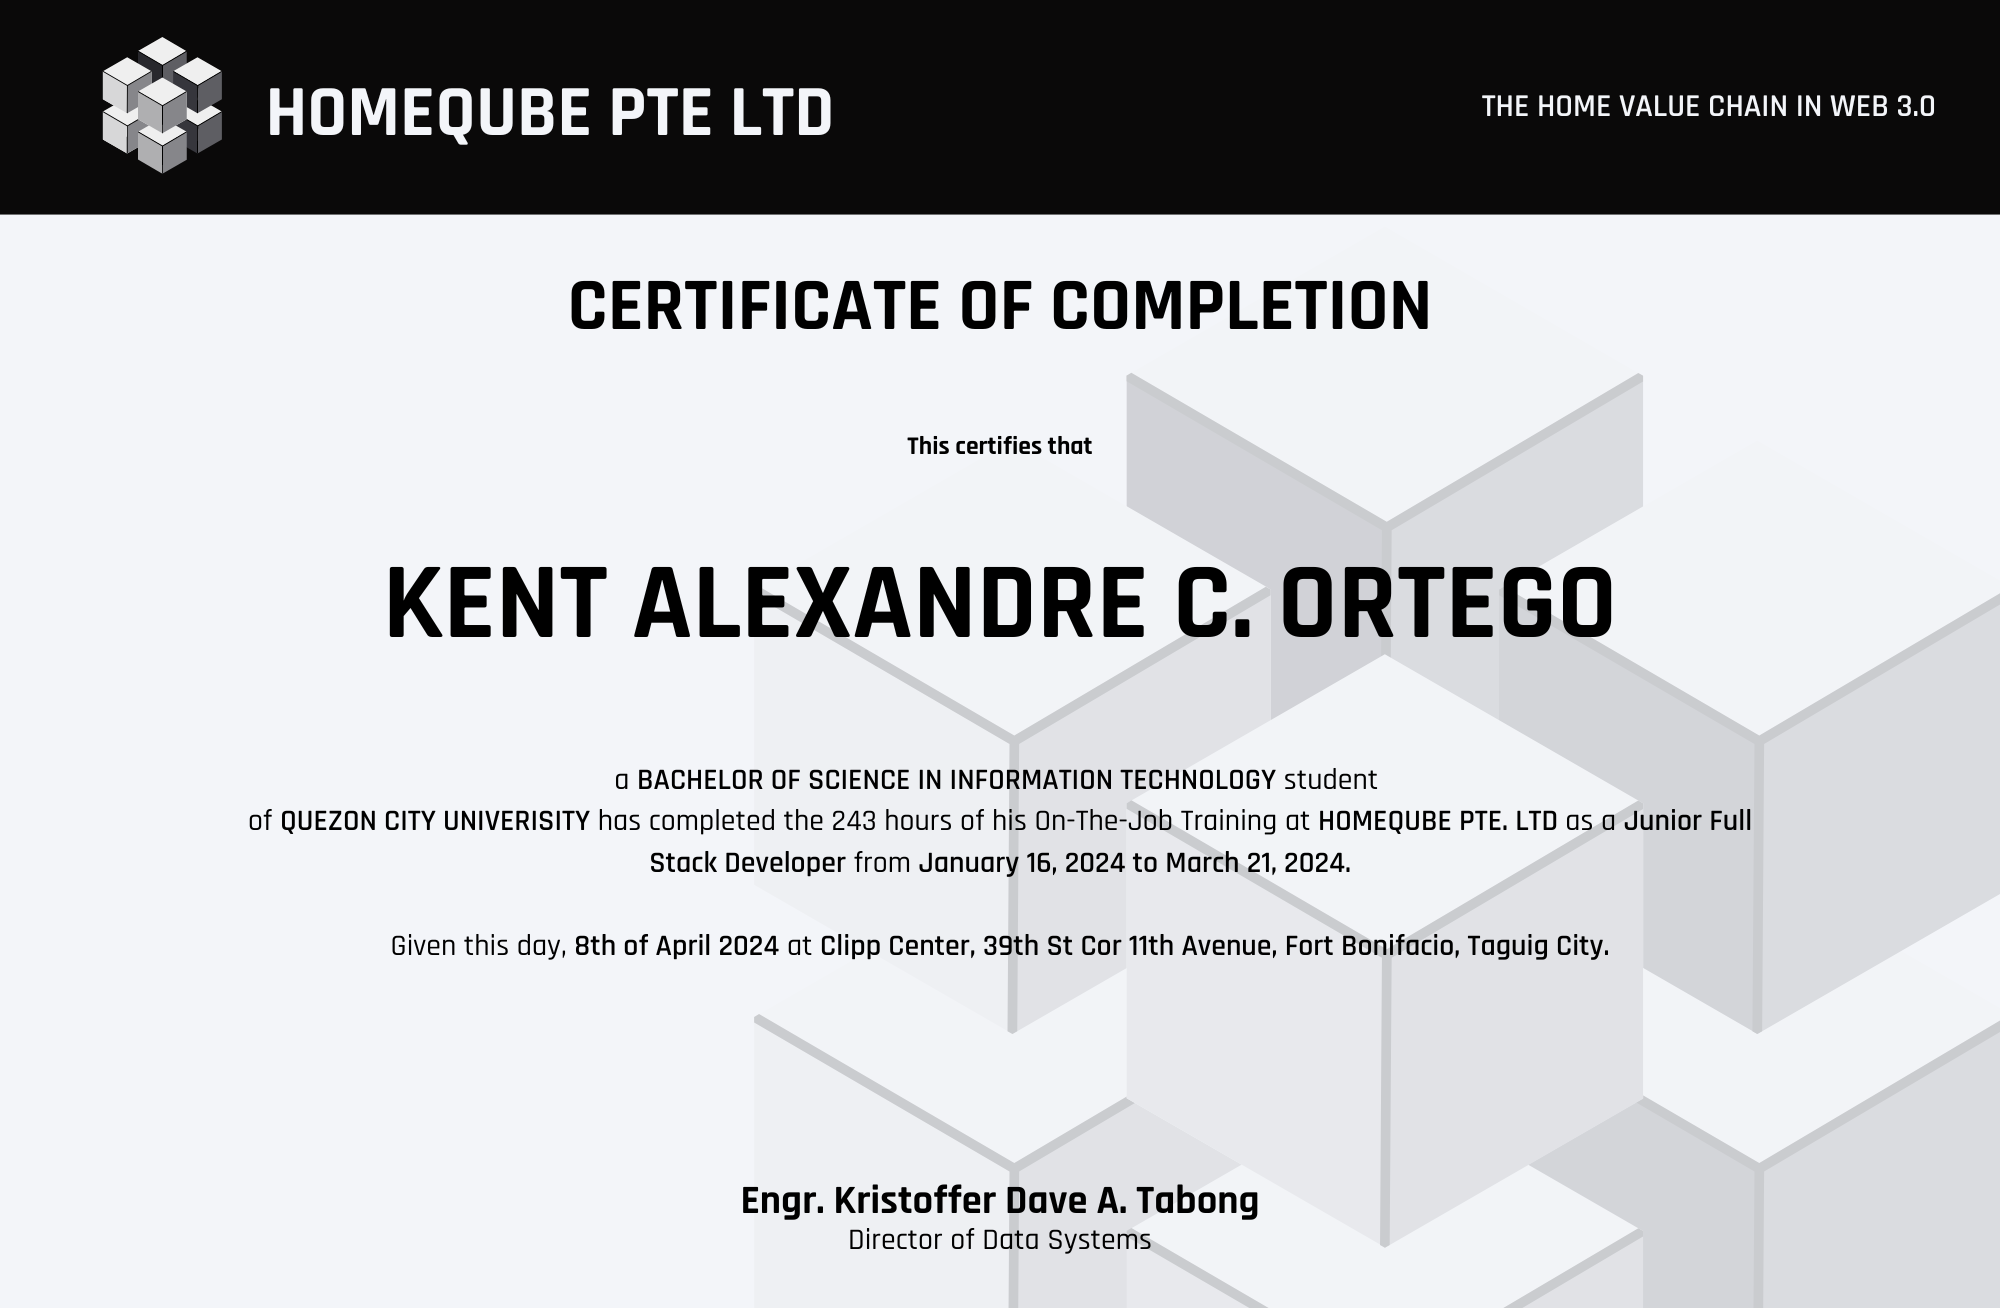 HOMEQUBE PTE LTD
THE HOME VALUE CHAIN IN WEB 3.0
CERTIFICATE OF COMPLETION
This certifies that
KENT ALEXANDRE C. ORTEGO
a BACHELOR OF SCIENCE IN INFORMATION TECHNOLOGY student
of QUEZON CITY UNIVERISITY has completed the 243 hours of his On-The-Job Training at HOMEQUBE PTE. LTD as a Junior Full
Stack Developer from January 16, 2024 to March 21, 2024.
Given this day, 8th of April 2024 at Clipp Center, 39th St Cor 11th Avenue, Fort Bonifacio, Taguig City.
Engr. Kristoffer Dave A. Tabong
Director of Data Systems